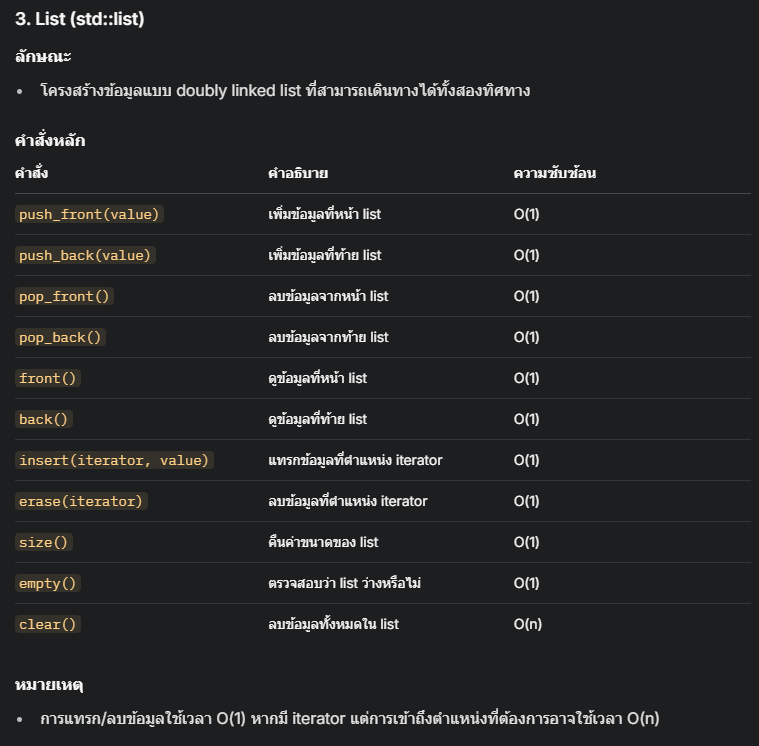 3. List (std::list)
ลักษณะ
• โครงสร้างข้อมูลแบบ doubly linked list ที่สามารถเดินทางได้ทั้งสองทิศทาง
คำสั่งหลัก
คำสั่ง คำอธิบาย ความซับซ้อน
push_front(value) เพิ่มข้อมูลที่หน้า list O(1)
push_back(value) เพิ่มข้อมูลที่ท้าย list O(1)
pop_front() ลบข้อมูลจากหน้า list O(1)
pop_back() ลบข้อมูลจากท้าย list O(1)
front() ดูข้อมูลที่หน้า list O(1)
back() ดูข้อมูลที่ท้าย list O(1)
insert(iterator, value) แทรกข้อมูลที่ตำแหน่ง iterator O(1)
erase(iterator) ลบข้อมูลที่ตำแหน่ง iterator O(1)
size() คืนค่าขนาดของ list O(1)
empty() ตรวจสอบว่า list ว่างหรือไม่ O(1)
clear() ลบข้อมูลทั้งหมดใน list O(n)
หมายเหตุ
• การแทรก/ลบข้อมูลใช้เวลา O(1) หากมี iterator แต่การเข้าถึงตำแหน่งที่ต้องการอาจใช้เวลา O(n)